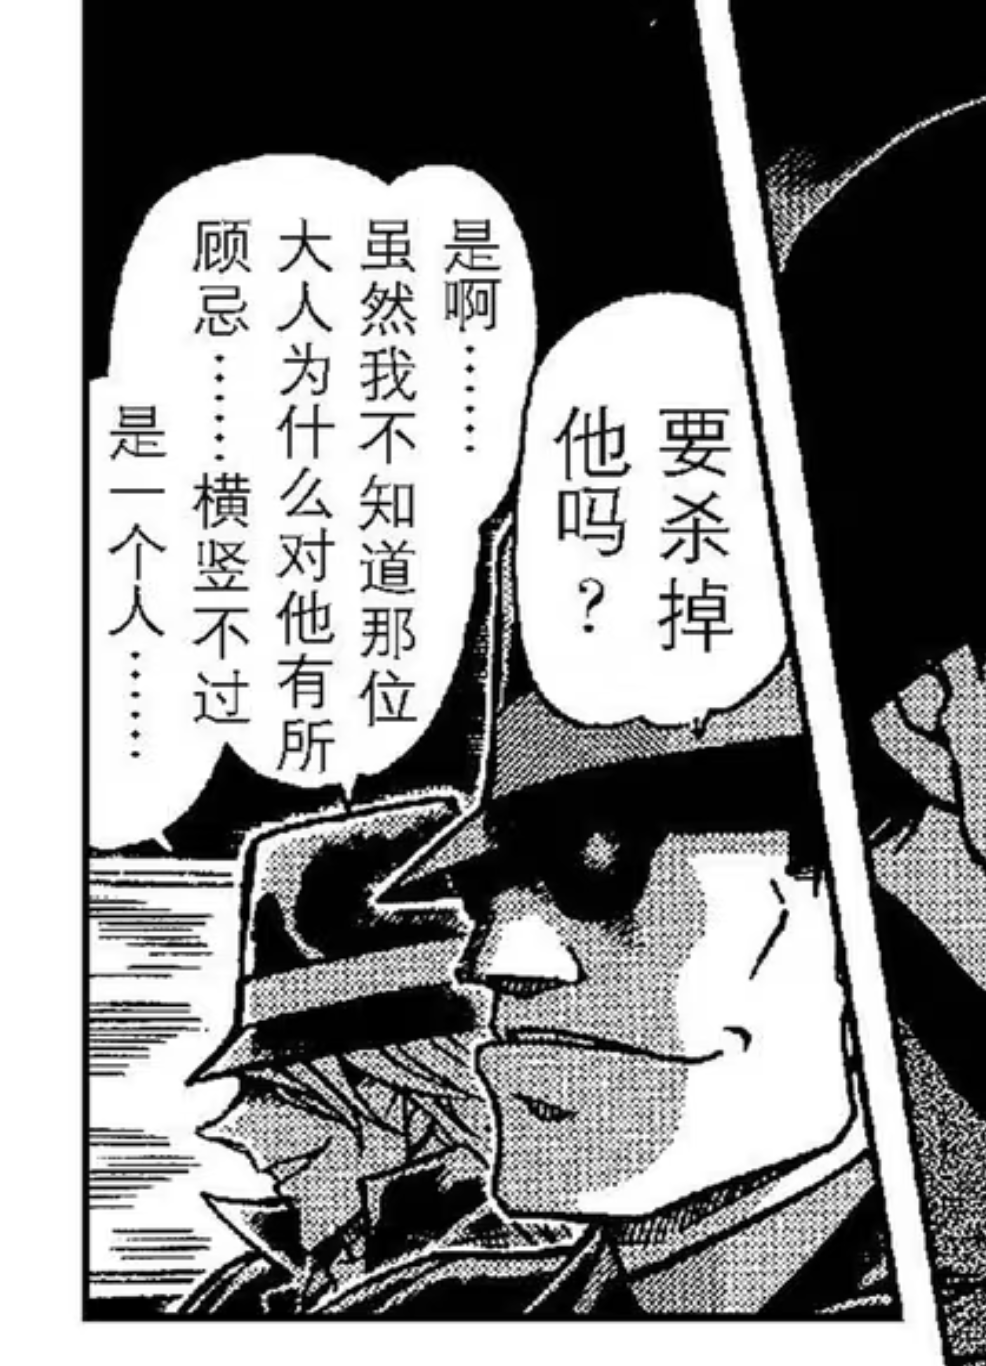 要杀掉
他吗？
是啊………
虽然我不知道那位
大人为什么对他有所
顾忌………横竖不过
是一个人………